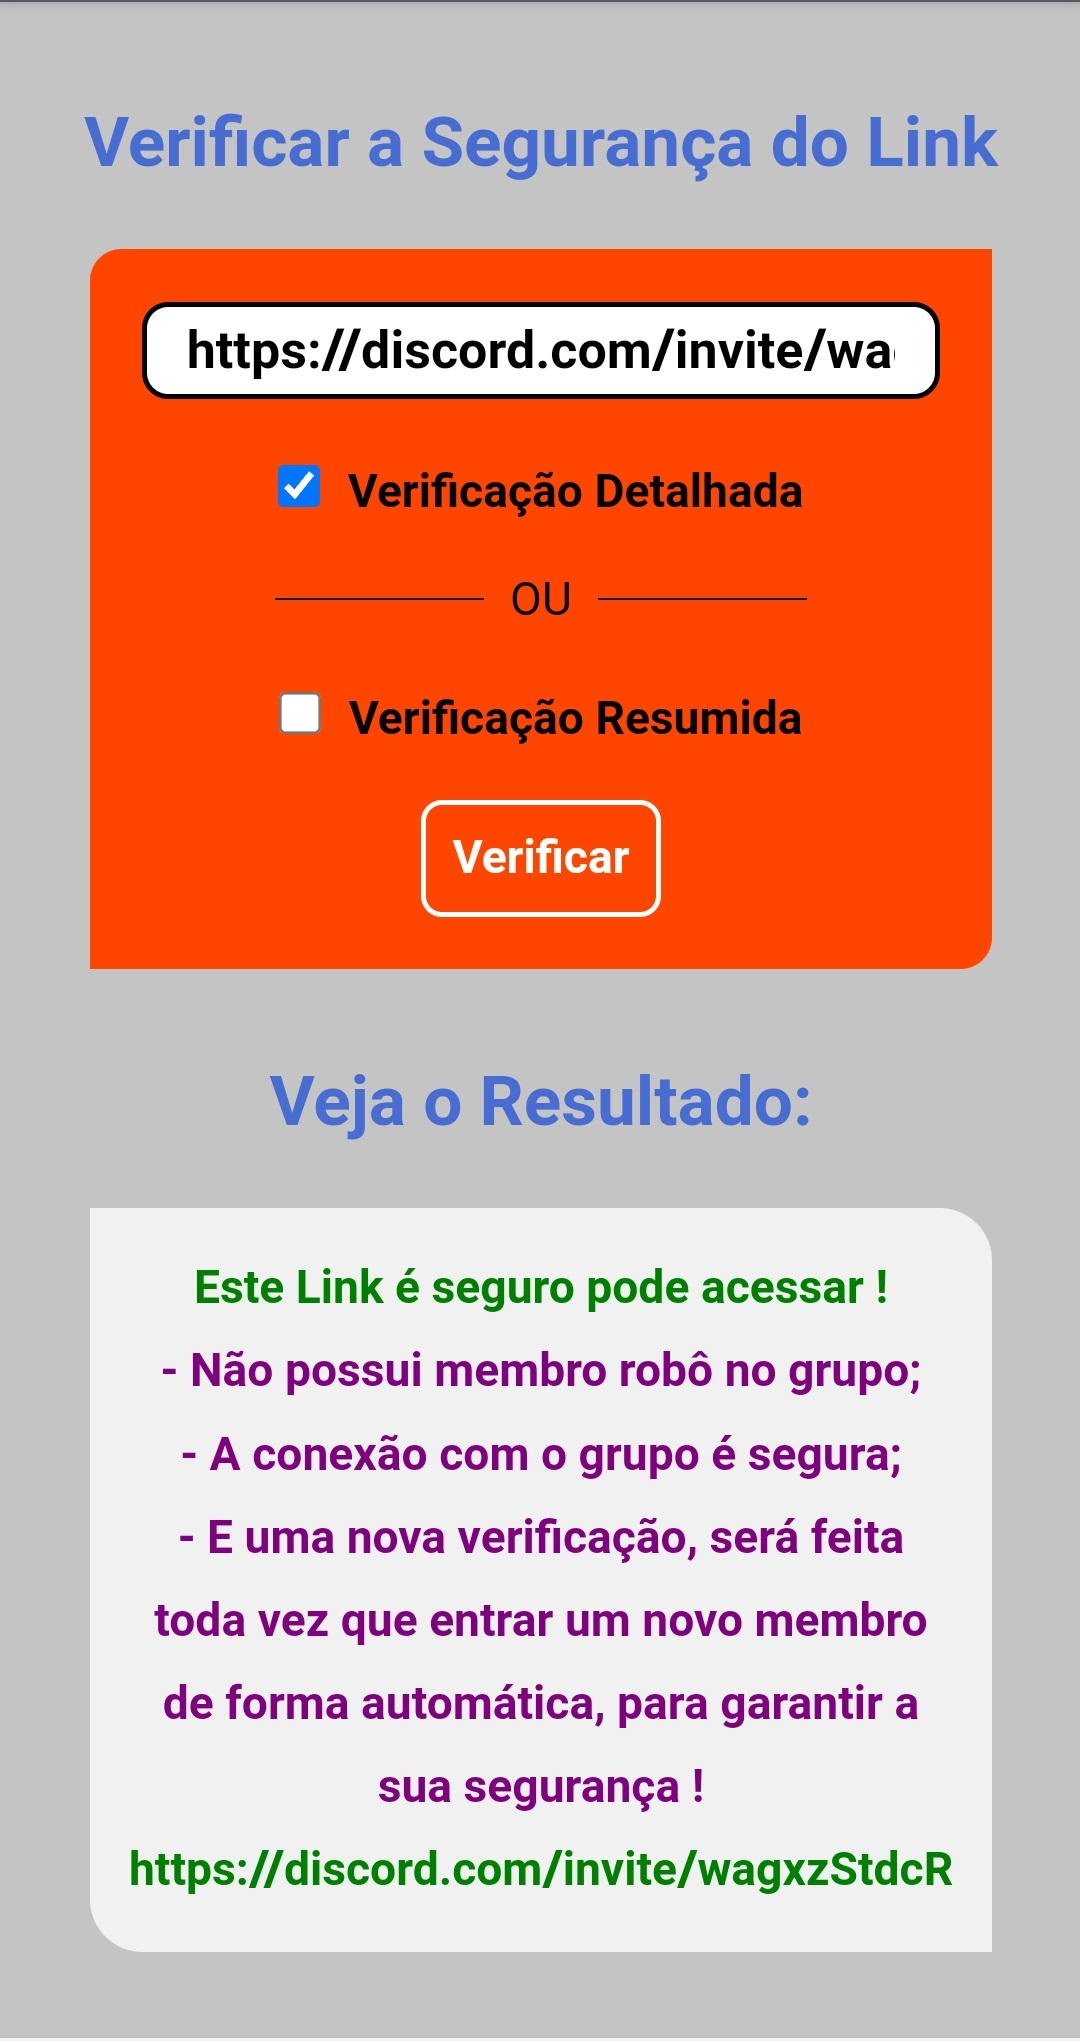 Verificar a Segurança do Link
https://discord.com/invite/wa
Verificação Detalhada
OU
Verificação Resumida
Verificar
Veja o Resultado:
Este Link é seguro pode acessar !
- Não possui membro robô no grupo;
- A conexão com o grupo é segura;
- E uma nova verificação, será feita
toda vez que entrar um novo membro
de forma automática, para garantir a
sua segurança !
https://discord.com/invite/wagxzStdcR